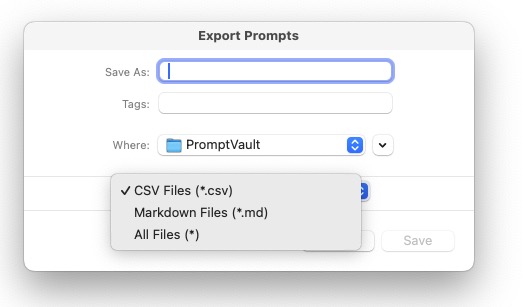 Export Prompts
Save As:
Tags:
Where: PromptVault
✓ CSV Files (*.csv)
Markdown Files (*.md)
All Files (*)
Save